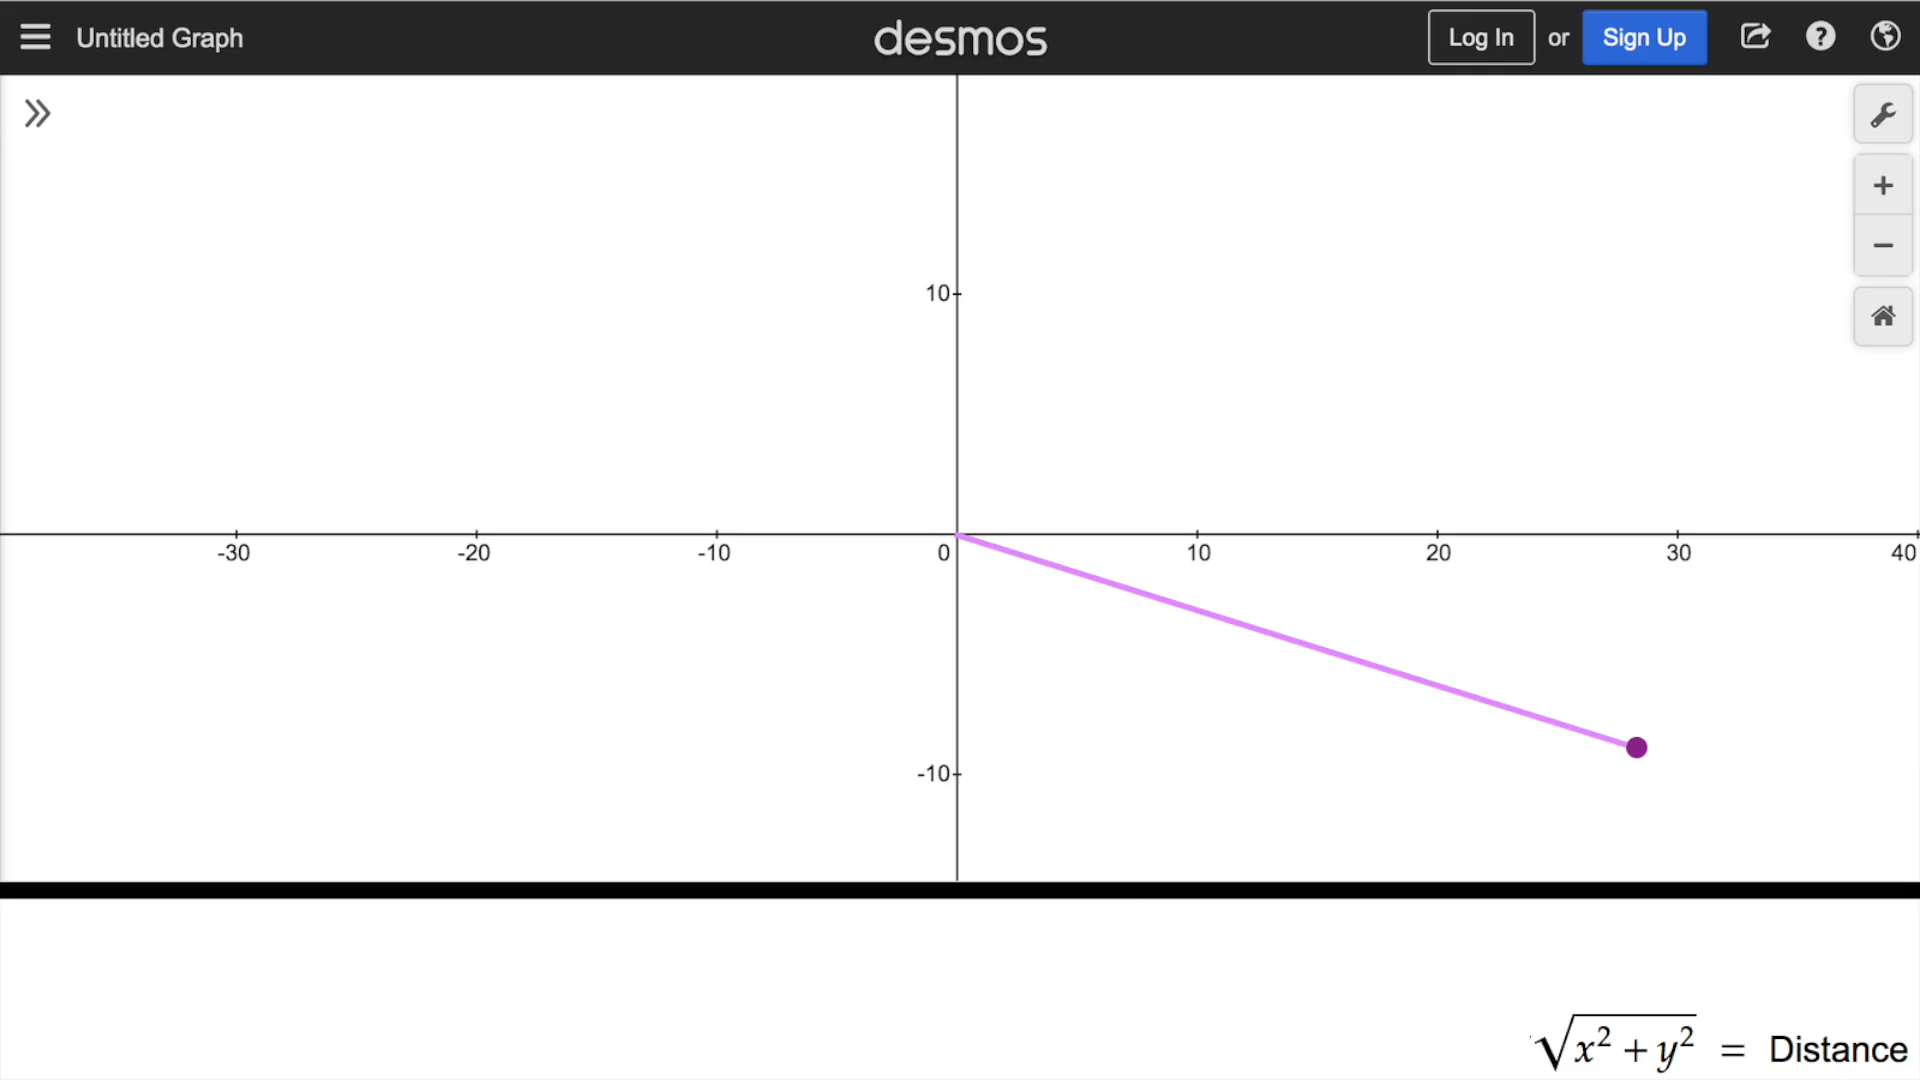 Untitled Graph
desmos
Log In or Sign Up
10
-30 -20 -10 0 10 20 30 40
-10
√x² + y² = Distance